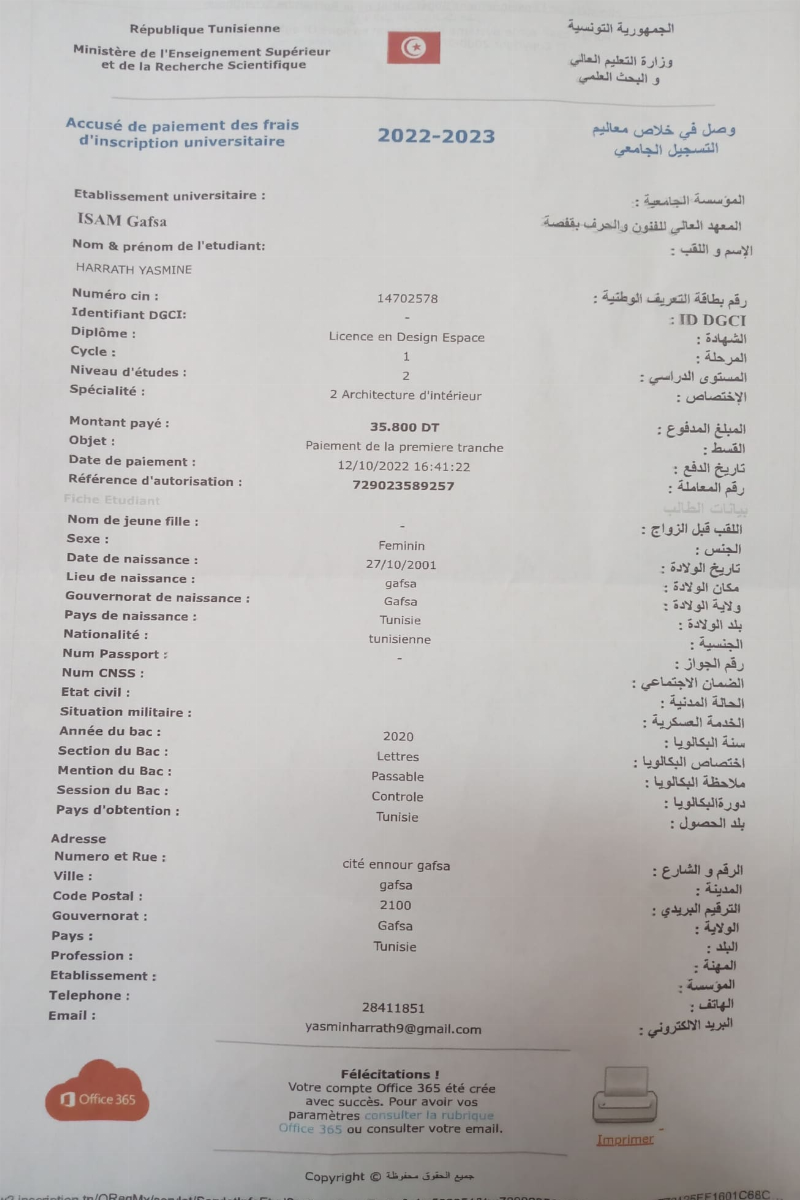 République Tunisienne
الجمهورية التونسية
Ministère de l'Enseignement Supérieur
et de la Recherche Scientifique
وزارة التعليم العالي
و البحث العلمي
Accusé de paiement des frais
d'inscription universitaire
2022-2023
وصل في خلاص معاليم
التسجيل الجامعي
Etablissement universitaire :
المؤسسة الجامعية :
ISAM Gafsa
المعهد العالي للفنون والحرف بقفصة
Nom & prénom de l'etudiant:
الإسم و اللقب :
HARRATH YASMINE
Numéro cin : 14702578 رقم بطاقة التعريف الوطنية :
Identifiant DGCI: - ID DGCI :
Diplôme : Licence en Design Espace الشهادة :
Cycle : 1 المرحلة :
Niveau d'études : 2 المستوى الدراسي :
Spécialité : 2 Architecture d'intérieur الإختصاص :
Montant payé : 35.800 DT المبلغ المدفوع :
Objet : Paiement de la premiere tranche القسط :
Date de paiement : 12/10/2022 16:41:22 تاريخ الدفع :
Référence d'autorisation : 729023589257 رقم المعاملة :
Fiche Etudiant بيانات الطالب
Nom de jeune fille : - اللقب قبل الزواج :
Sexe : Feminin الجنس :
Date de naissance : 27/10/2001 تاريخ الولادة :
Lieu de naissance : gafsa مكان الولادة :
Gouvernorat de naissance : Gafsa ولاية الولادة :
Pays de naissance : Tunisie بلد الولادة :
Nationalité : tunisienne الجنسية :
Num Passport : - رقم الجواز :
Num CNSS : الضمان الاجتماعي :
Etat civil : الحالة المدنية :
Situation militaire : الخدمة العسكرية :
Année du bac : 2020 سنة البكالويا :
Section du Bac : Lettres اختصاص البكالويا :
Mention du Bac : Passable ملاحظة البكالويا :
Session du Bac : Controle دورةالبكالويا :
Pays d'obtention : Tunisie بلد الحصول :
Adresse
Numero et Rue : cité ennour gafsa الرقم و الشارع :
Ville : gafsa المدينة :
Code Postal : 2100 الترقيم البريدي :
Gouvernorat : Gafsa الولاية :
Pays : Tunisie البلد :
Profession : المهنة :
Etablissement : المؤسسة :
Telephone : 28411851 الهاتف :
Email : yasminharrath9@gmail.com البريد الالكتروني :
Office 365
Félécitations !
Votre compte Office 365 été crée
avec succès. Pour avoir vos
paramètres consulter la rubrique
Office 365 ou consulter votre email.
Imprimer
Copyright © جميع الحقوق محفوظة